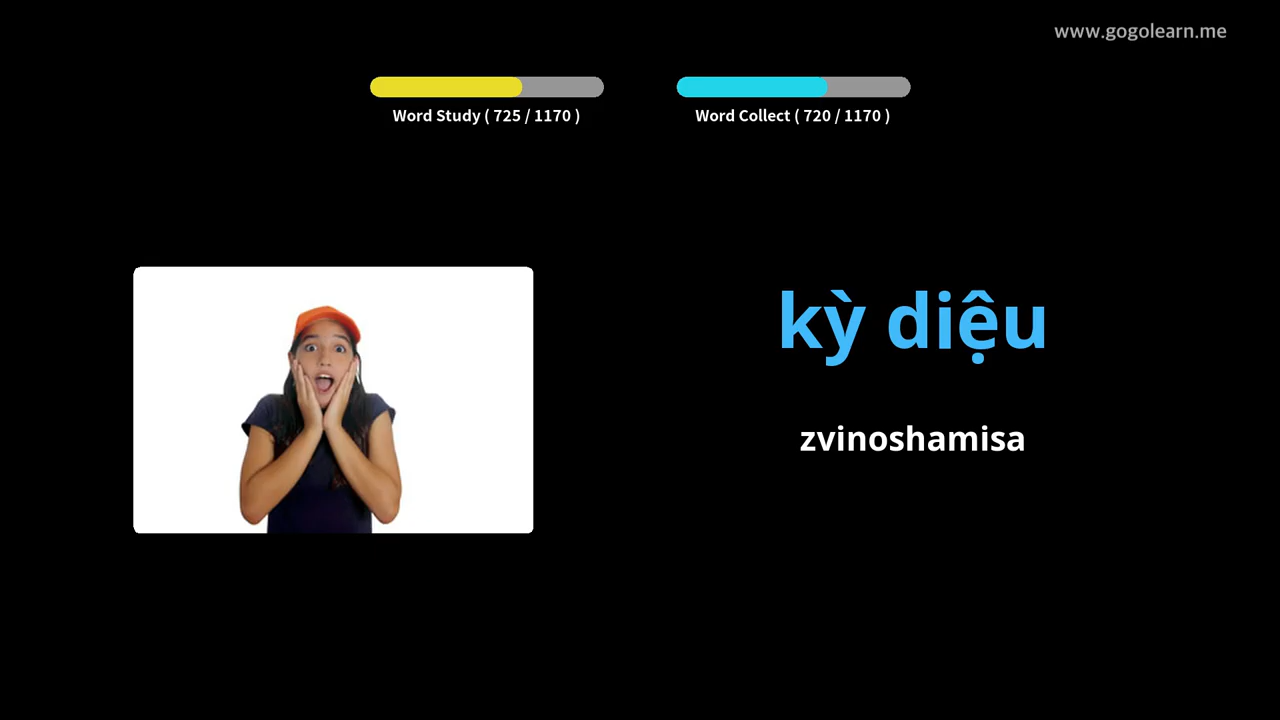 www.gogolearn.me
Word Study ( 725 / 1170 )
Word Collect ( 720 / 1170 )
kỳ diệu
zvinoshamisa